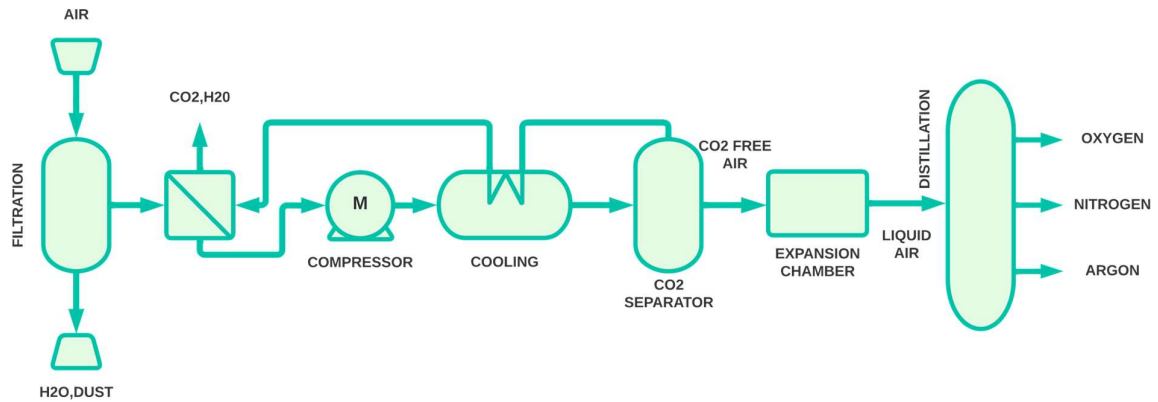 AIR
FILTRATION
H2O,DUST
CO2,H20
M
COMPRESSOR
COOLING
CO2
SEPARATOR
CO2 FREE
AIR
EXPANSION
CHAMBER
LIQUID
AIR
DISTILLATION
OXYGEN
NITROGEN
ARGON